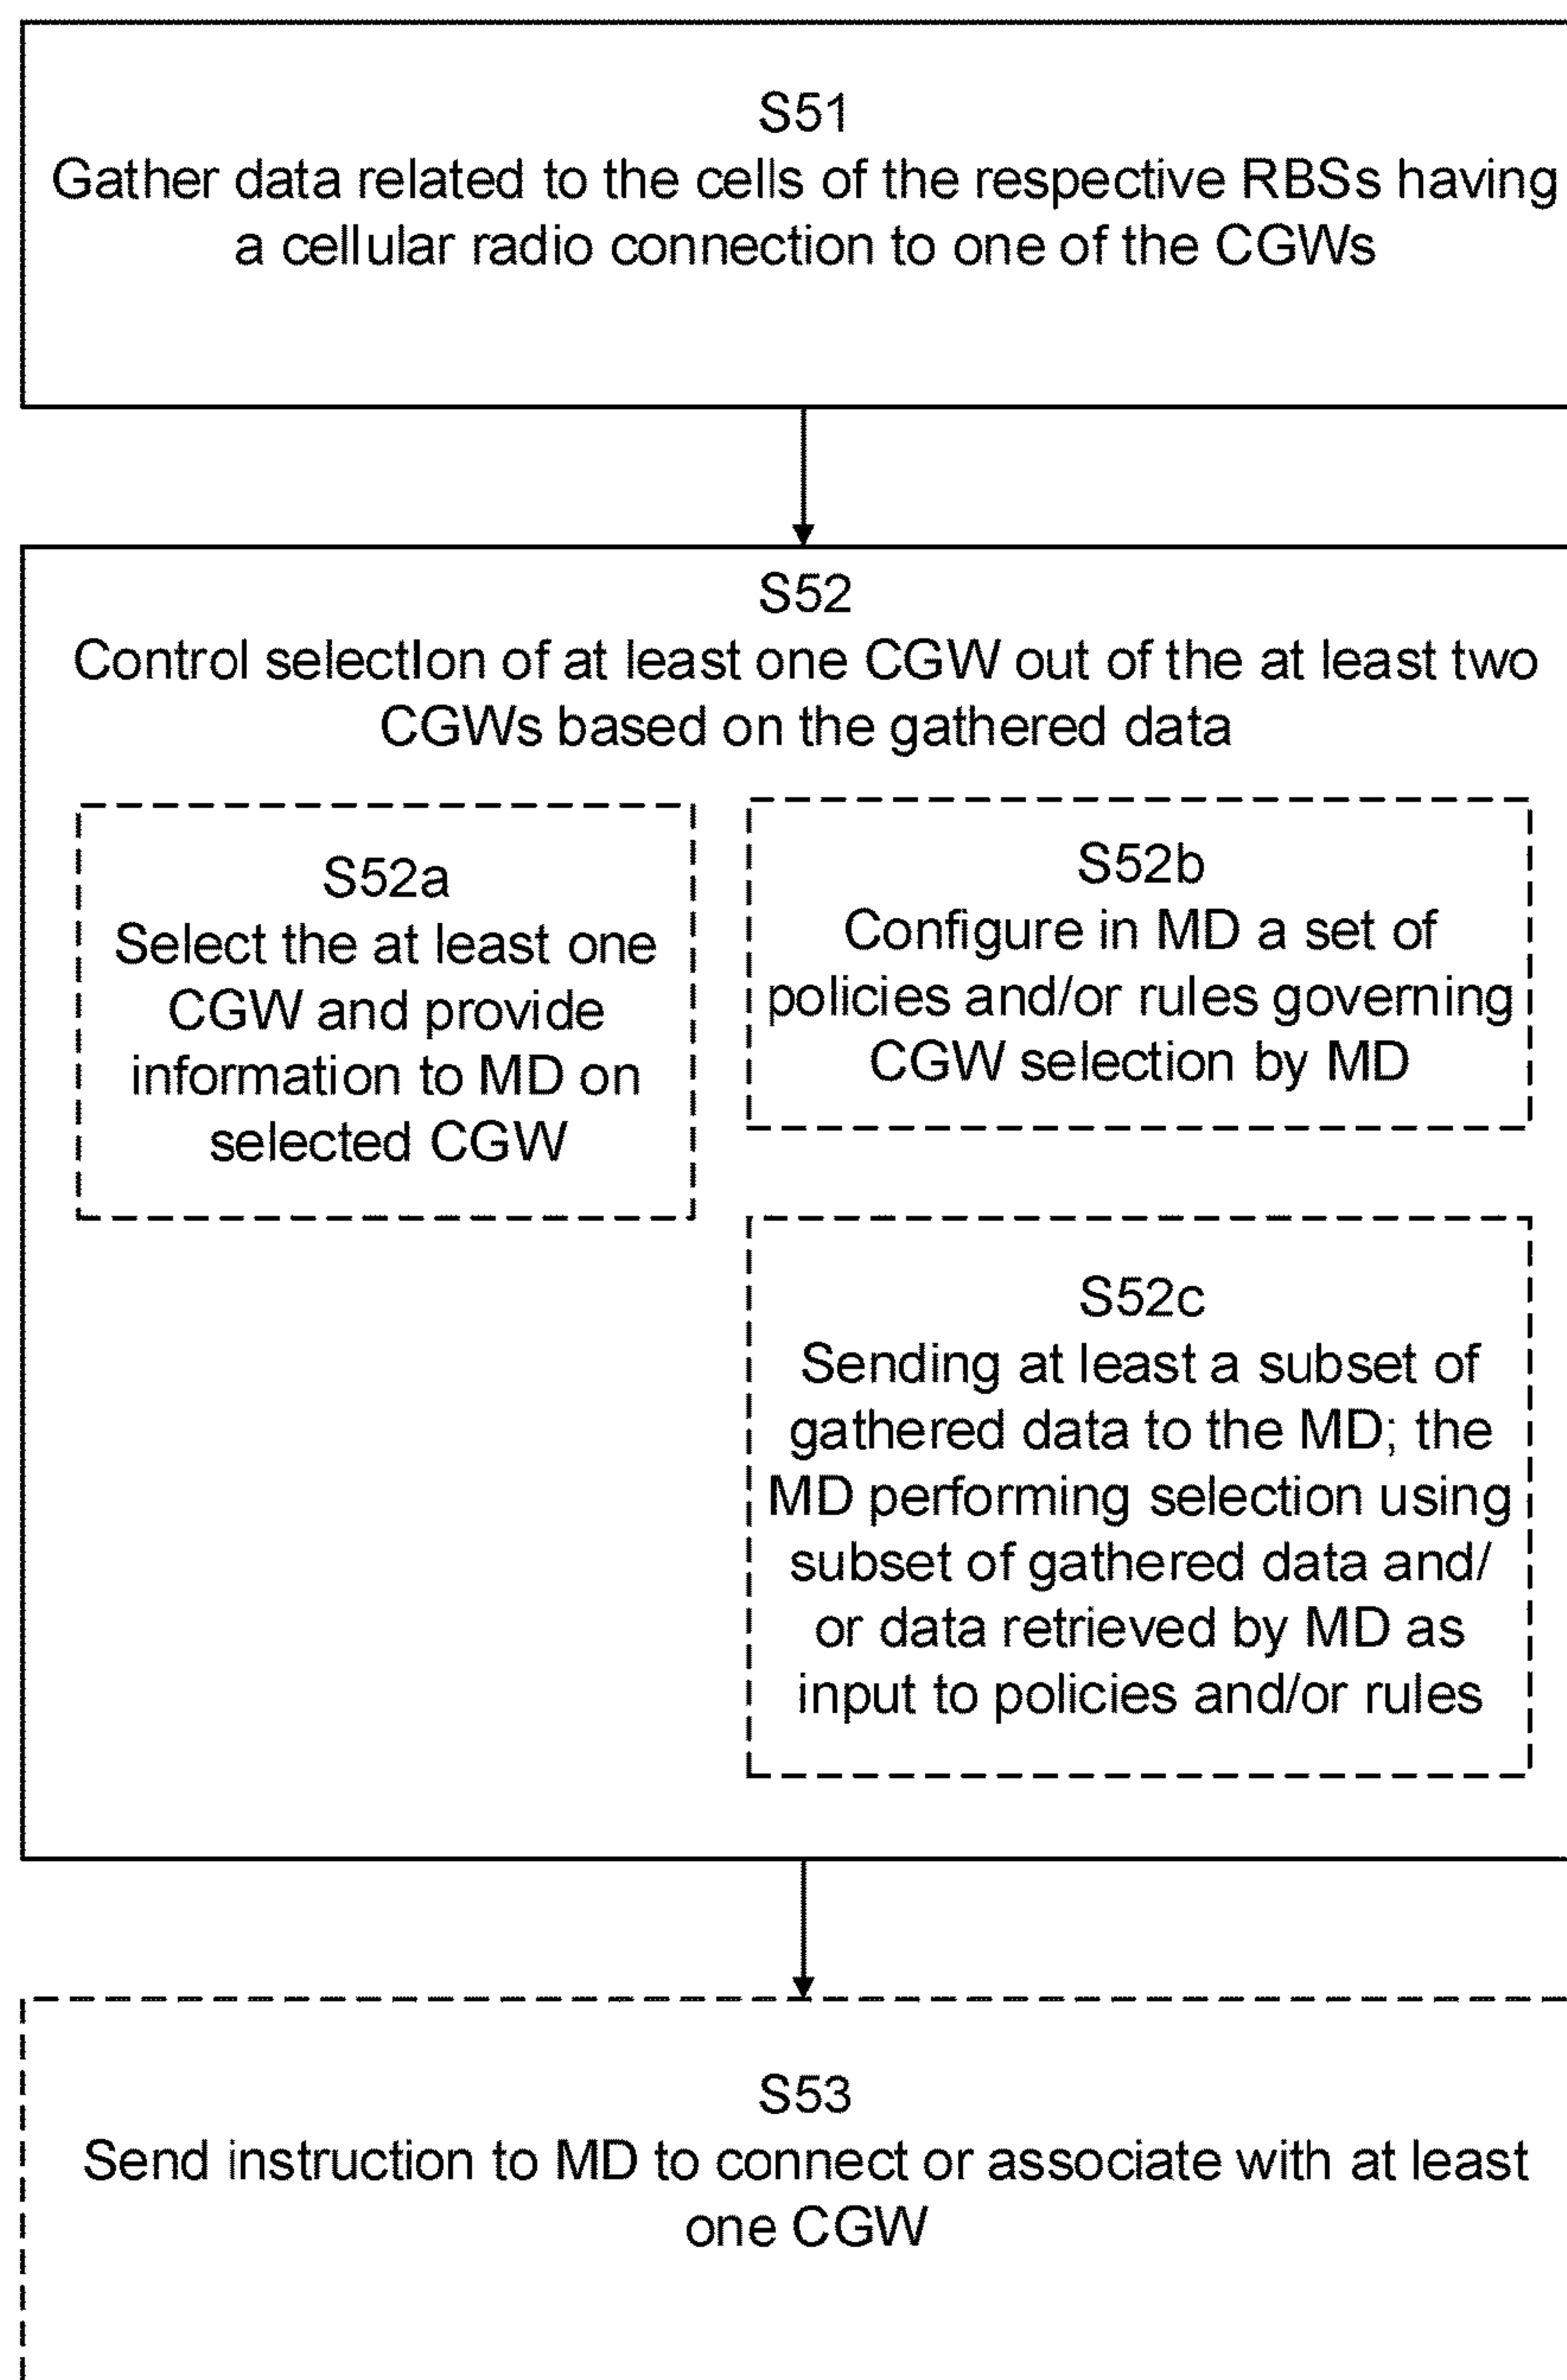 S51
Gather data related to the cells of the respective RBSs having
a cellular radio connection to one of the CGWs
S52
Control selection of at least one CGW out of the at least two
CGWs based on the gathered data
S52a
Select the at least one
CGW and provide
information to MD on
selected CGW
S52b
Configure in MD a set of
policies and/or rules governing
CGW selection by MD
S52c
Sending at least a subset of
gathered data to the MD; the
MD performing selection using
subset of gathered data and/
or data retrieved by MD as
input to policies and/or rules
S53
Send instruction to MD to connect or associate with at least
one CGW